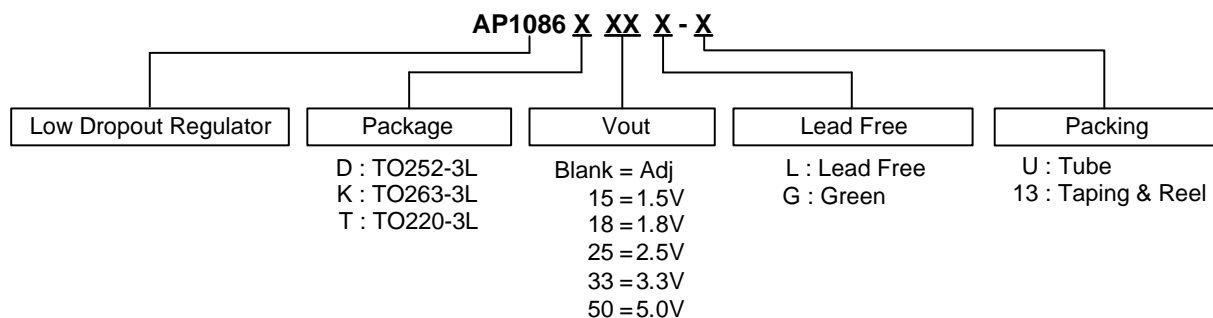 AP1086 X XX X - X
Low Dropout Regulator
Package
Vout
Lead Free
Packing
D : TO252-3L
K : TO263-3L
T : TO220-3L
Blank = Adj
15 = 1.5V
18 = 1.8V
25 = 2.5V
33 = 3.3V
50 = 5.0V
L : Lead Free
G : Green
U : Tube
13 : Taping & Reel